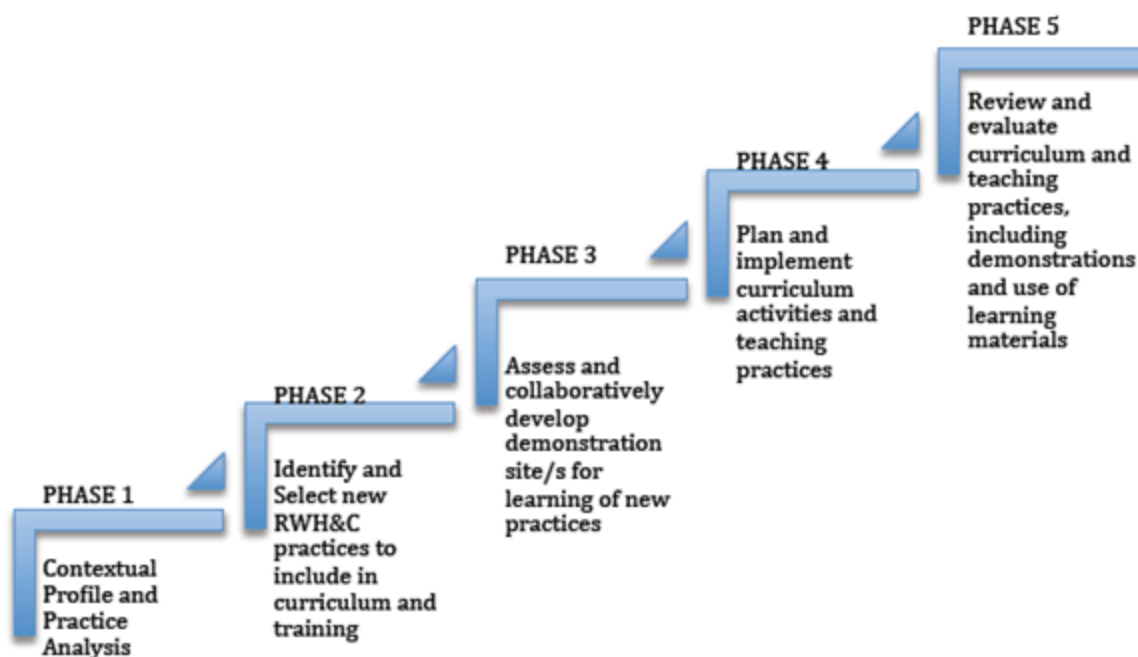 PHASE 1
Contextual
Profile and
Practice
Analysis
PHASE 2
Identify and
Select new
RWH&C
practices to
include in
curriculum and
training
PHASE 3
Assess and
collaboratively
develop
demonstration
site/s for
learning of new
practices
PHASE 4
Plan and
implement
curriculum
activities and
teaching
practices
PHASE 5
Review and
evaluate
curriculum and
teaching
practices,
including
demonstrations
and use of
learning
materials